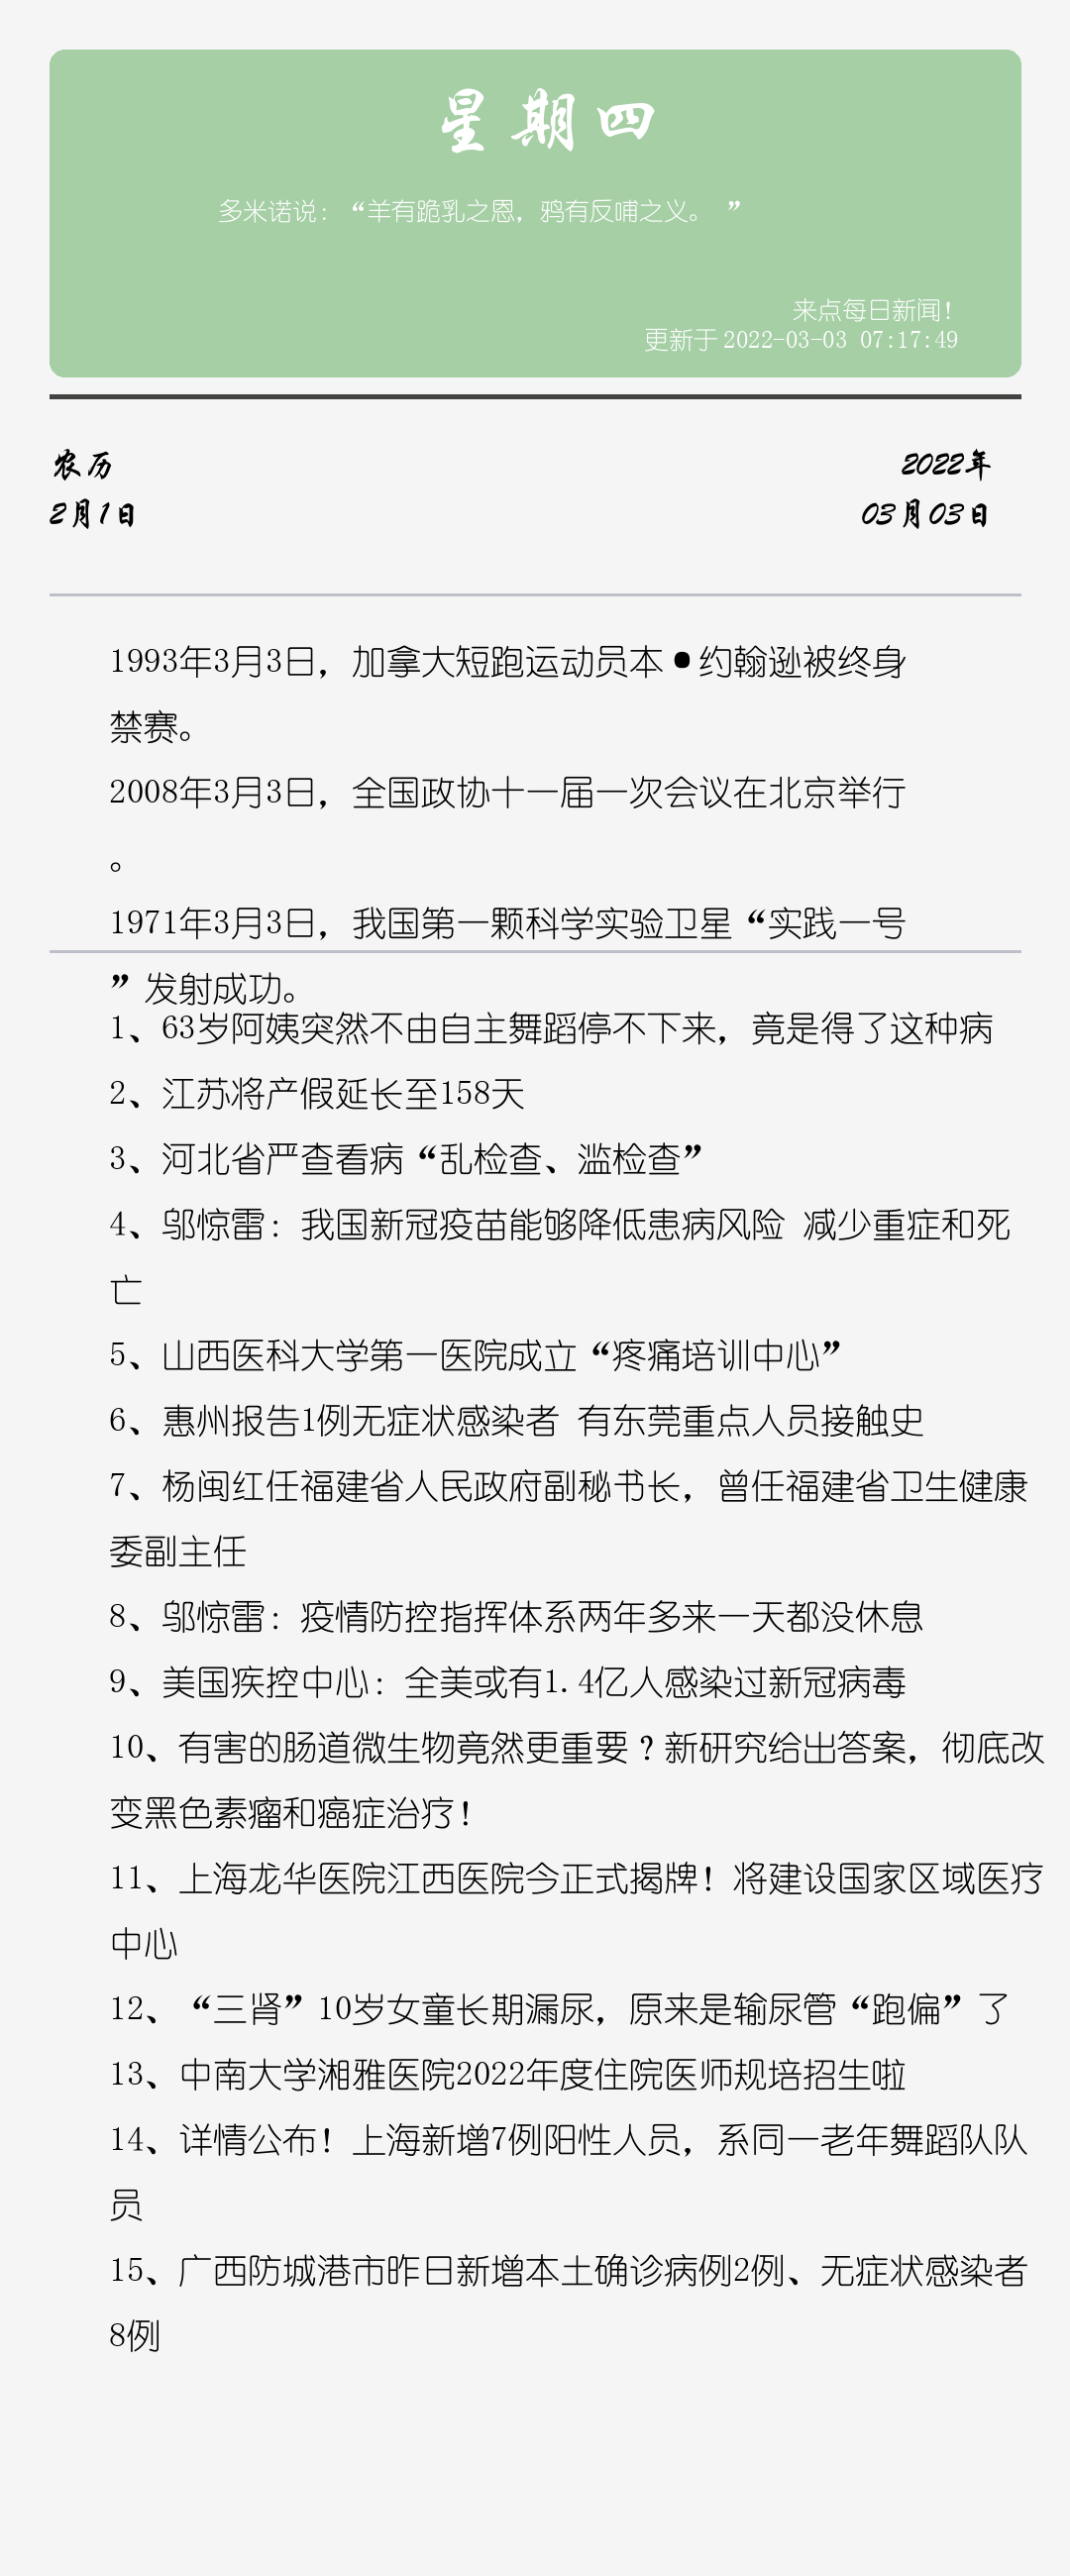 星期四
多米诺说：“羊有跪乳之恩，鸦有反哺之义。 ”
来点每日新闻！
更新于 2022-03-03 07:17:49
农历
2月1日
2022年
03月03日
1993年3月3日，加拿大短跑运动员本•约翰逊被终身
禁赛。
2008年3月3日，全国政协十一届一次会议在北京举行
。
1971年3月3日，我国第一颗科学实验卫星“实践一号
”发射成功。
1、63岁阿姨突然不由自主舞蹈停不下来，竟是得了这种病
2、江苏将产假延长至158天
3、河北省严查看病“乱检查、滥检查”
4、邬惊雷：我国新冠疫苗能够降低患病风险 减少重症和死
亡
5、山西医科大学第一医院成立“疼痛培训中心”
6、惠州报告1例无症状感染者 有东莞重点人员接触史
7、杨闽红任福建省人民政府副秘书长，曾任福建省卫生健康
委副主任
8、邬惊雷：疫情防控指挥体系两年多来一天都没休息
9、美国疾控中心：全美或有1.4亿人感染过新冠病毒
10、有害的肠道微生物竟然更重要？新研究给出答案，彻底改
变黑色素瘤和癌症治疗！
11、上海龙华医院江西医院今正式揭牌！将建设国家区域医疗
中心
12、“三肾”10岁女童长期漏尿，原来是输尿管“跑偏”了
13、中南大学湘雅医院2022年度住院医师规培招生啦
14、详情公布！上海新增7例阳性人员，系同一老年舞蹈队队
员
15、广西防城港市昨日新增本土确诊病例2例、无症状感染者
8例